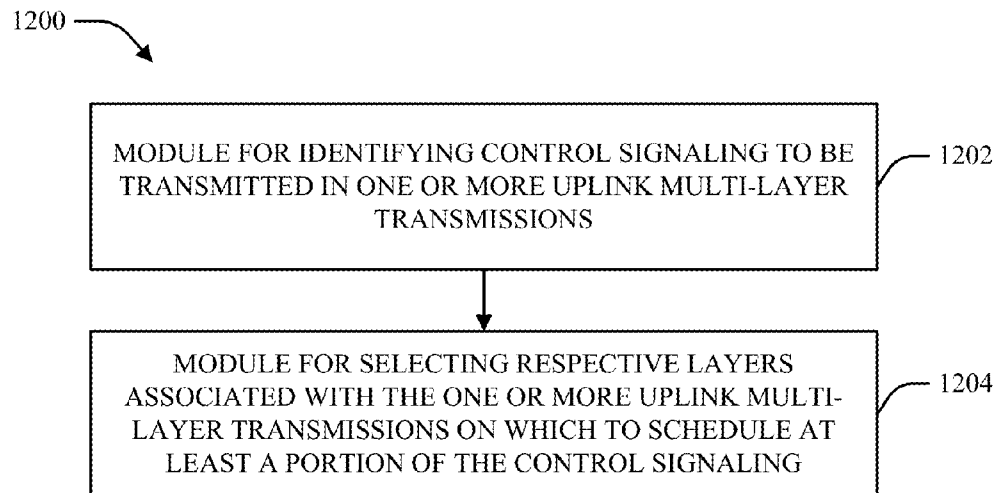 1200
MODULE FOR IDENTIFYING CONTROL SIGNALING TO BE
TRANSMITTED IN ONE OR MORE UPLINK MULTI-LAYER
TRANSMISSIONS
1202
MODULE FOR SELECTING RESPECTIVE LAYERS
ASSOCIATED WITH THE ONE OR MORE UPLINK MULTI-
LAYER TRANSMISSIONS ON WHICH TO SCHEDULE AT
LEAST A PORTION OF THE CONTROL SIGNALING
1204